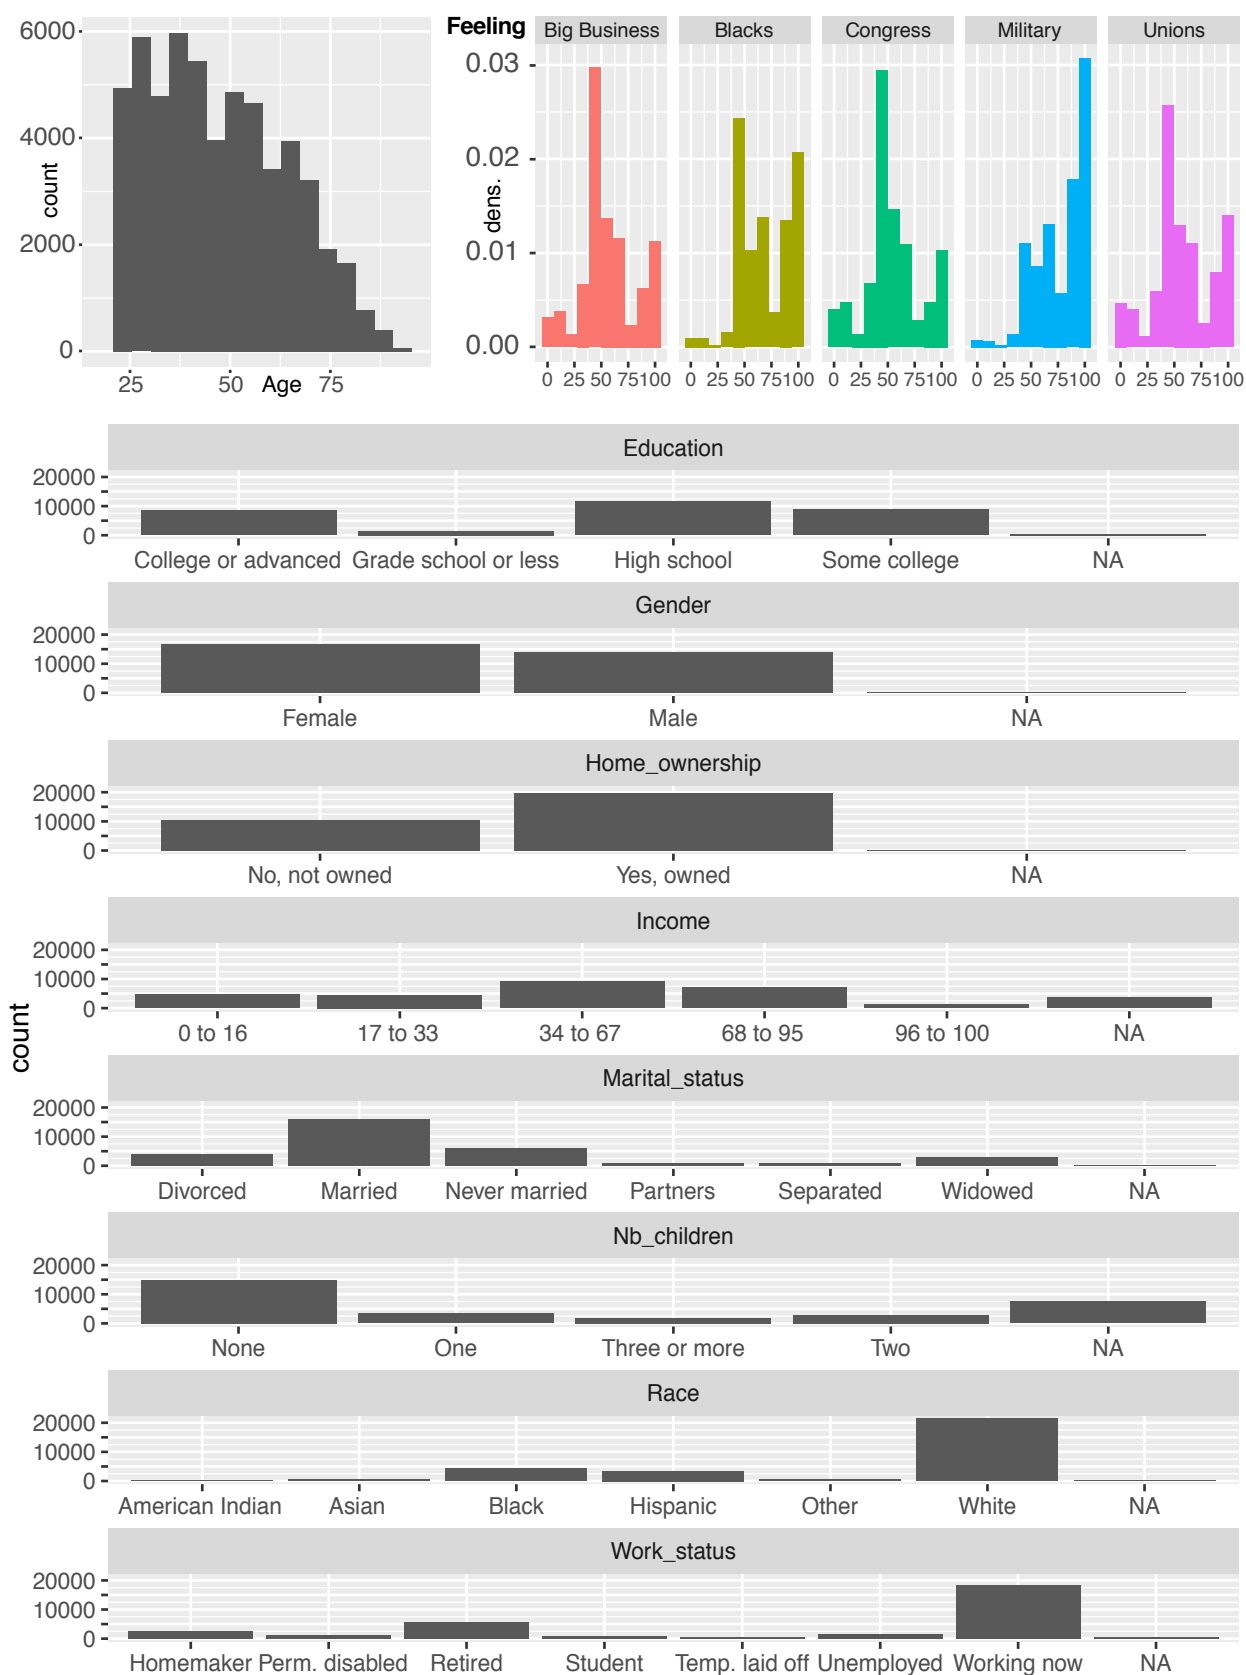 Feeling Big Business Blacks Congress Military Unions
6000
4000
2000
0
count
25 50 Age 75
0.03
0.02
0.01
0.00
dens.
0 25 50 75100 0 25 50 75100 0 25 50 75100 0 25 50 75100 0 25 50 75100
count
Education
20000
10000
0
College or advanced Grade school or less High school Some college NA
Gender
20000
10000
0
Female Male NA
Home_ownership
20000
10000
0
No, not owned Yes, owned NA
Income
20000
10000
0
0 to 16 17 to 33 34 to 67 68 to 95 96 to 100 NA
Marital_status
20000
10000
0
Divorced Married Never married Partners Separated Widowed NA
Nb_children
20000
10000
0
None One Three or more Two NA
Race
20000
10000
0
American Indian Asian Black Hispanic Other White NA
Work_status
20000
10000
0
Homemaker Perm. disabled Retired Student Temp. laid off Unemployed Working now NA